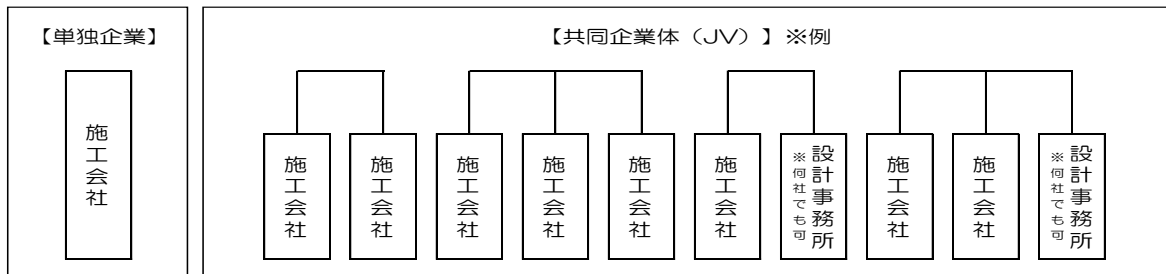 【単独企業】
施工会社
【共同企業体（JV）】※例
施工会社
施工会社
施工会社
施工会社
施工会社
施工会社
設計事務所
※何社でも可
施工会社
施工会社
設計事務所
※何社でも可